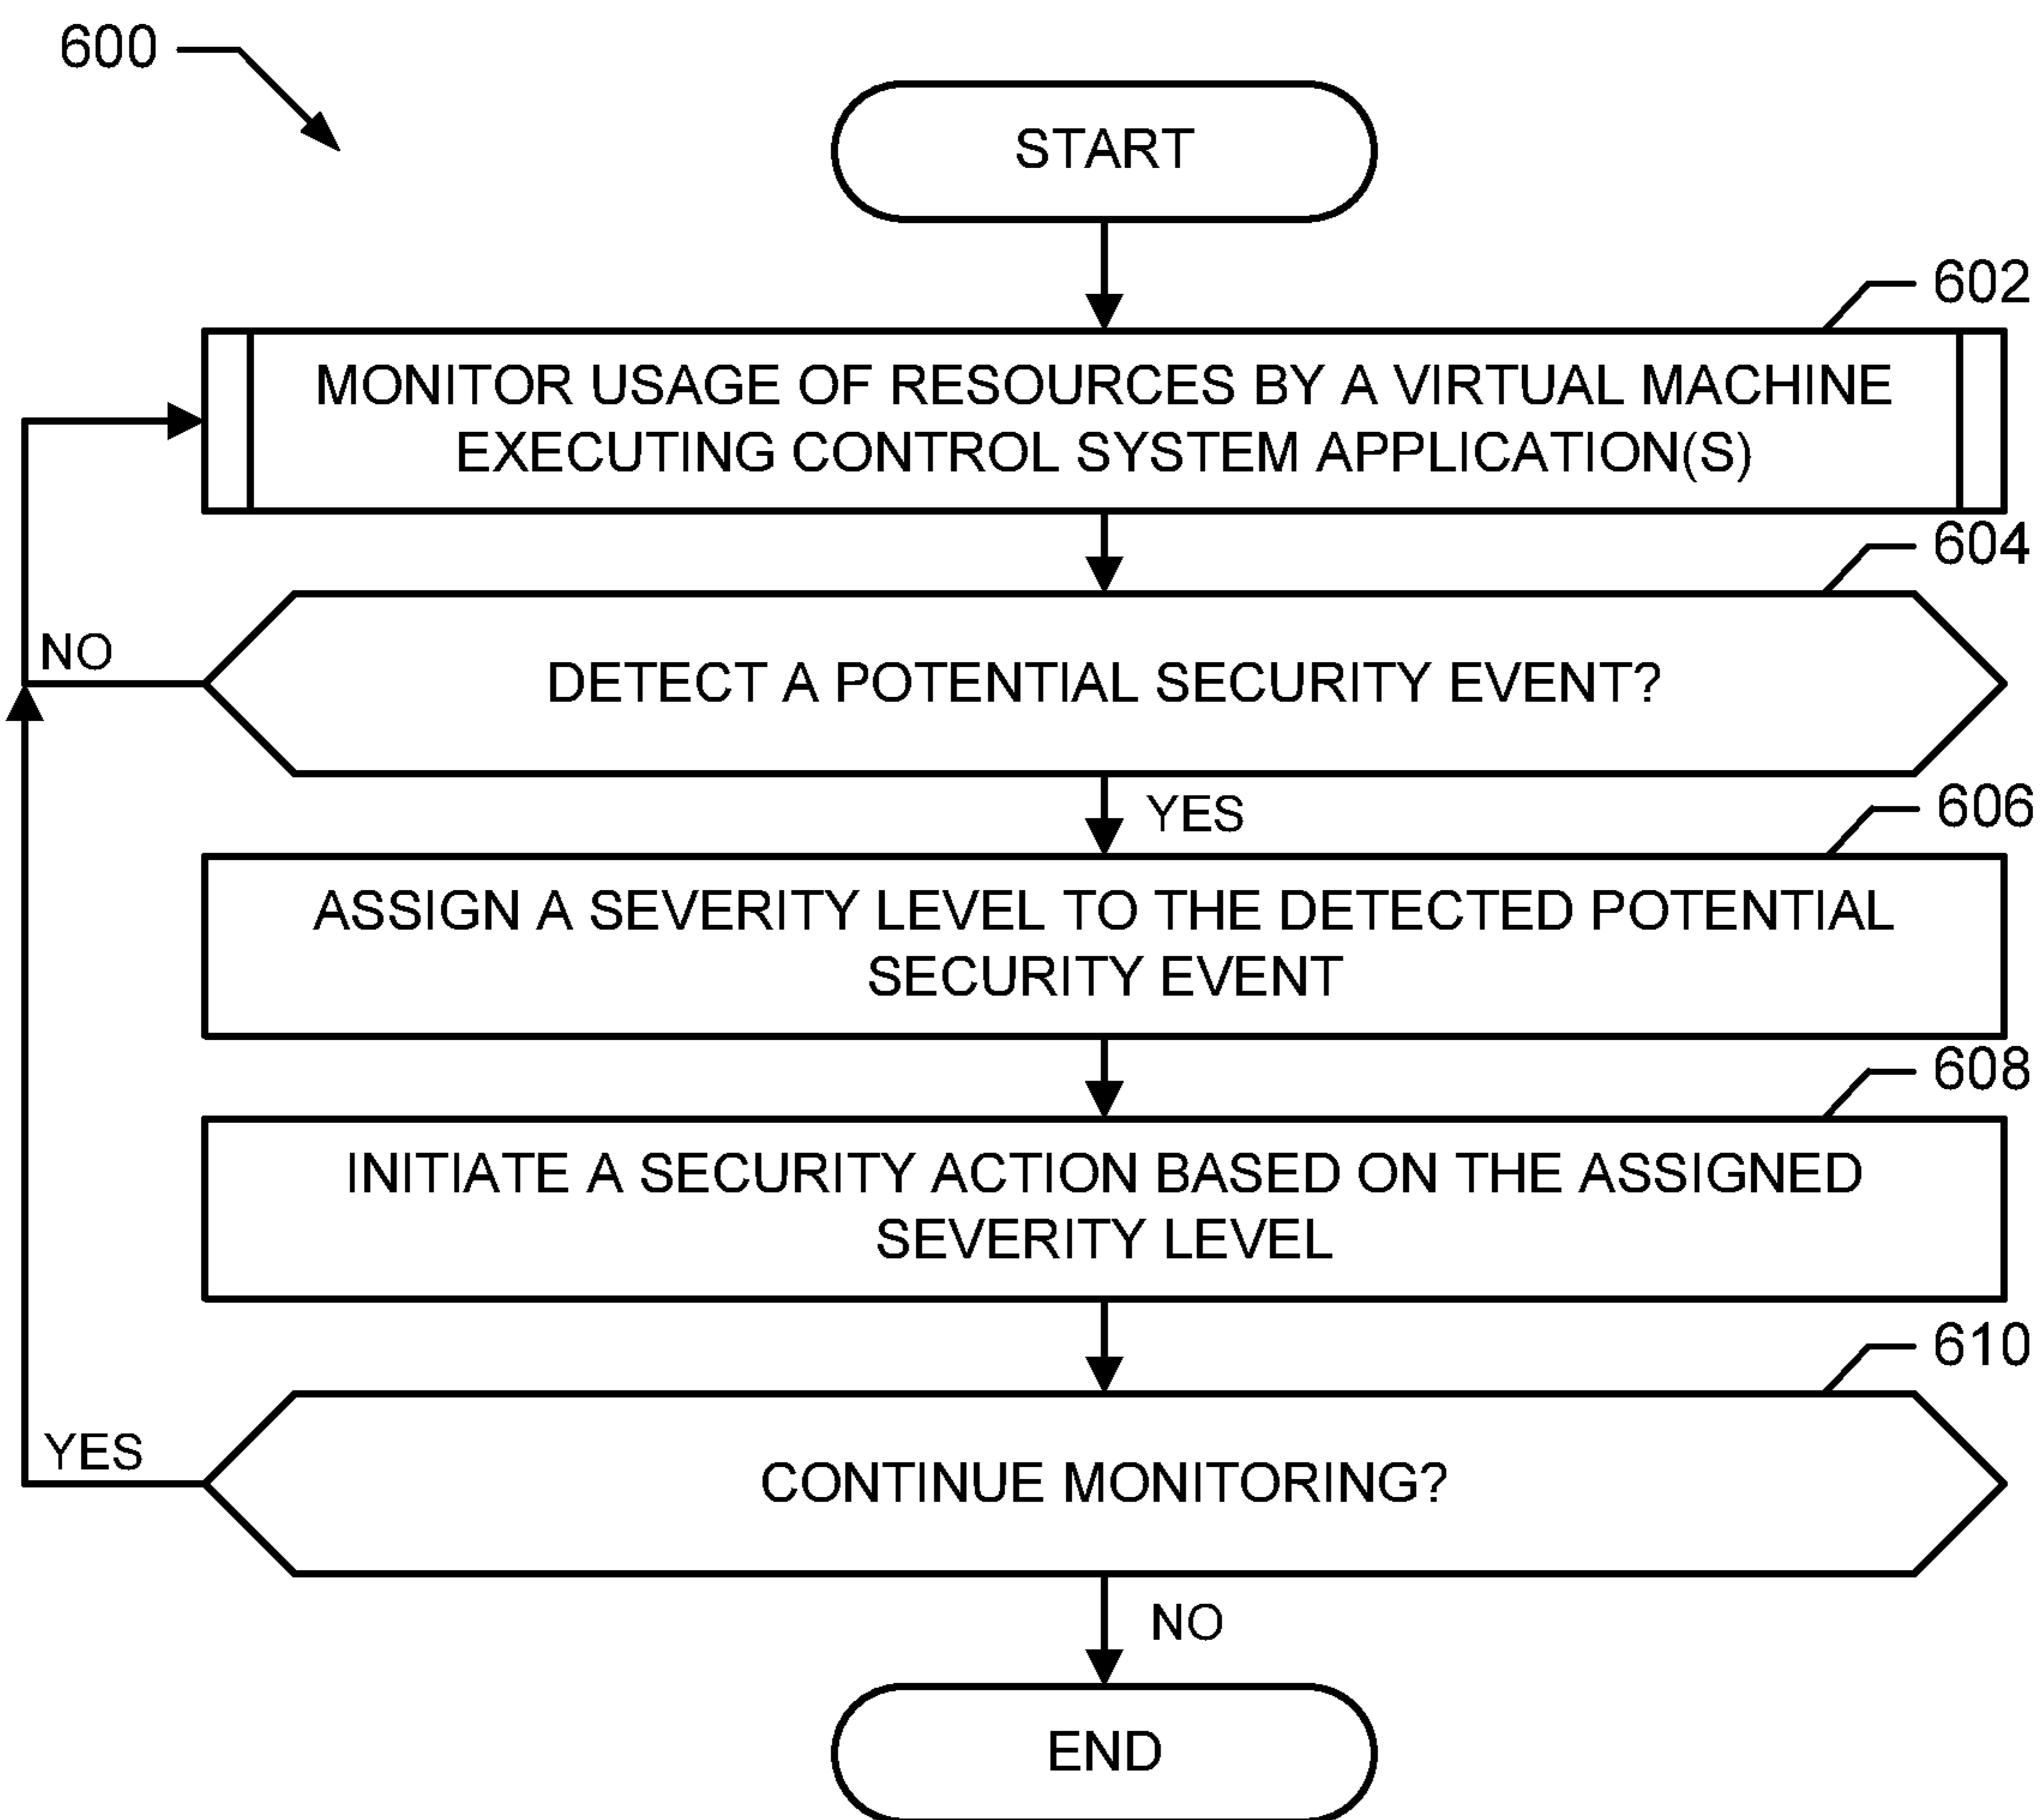 600
START
602
MONITOR USAGE OF RESOURCES BY A VIRTUAL MACHINE
EXECUTING CONTROL SYSTEM APPLICATION(S)
604
NO
DETECT A POTENTIAL SECURITY EVENT?
YES
606
ASSIGN A SEVERITY LEVEL TO THE DETECTED POTENTIAL
SECURITY EVENT
608
INITIATE A SECURITY ACTION BASED ON THE ASSIGNED
SEVERITY LEVEL
610
YES
CONTINUE MONITORING?
NO
END